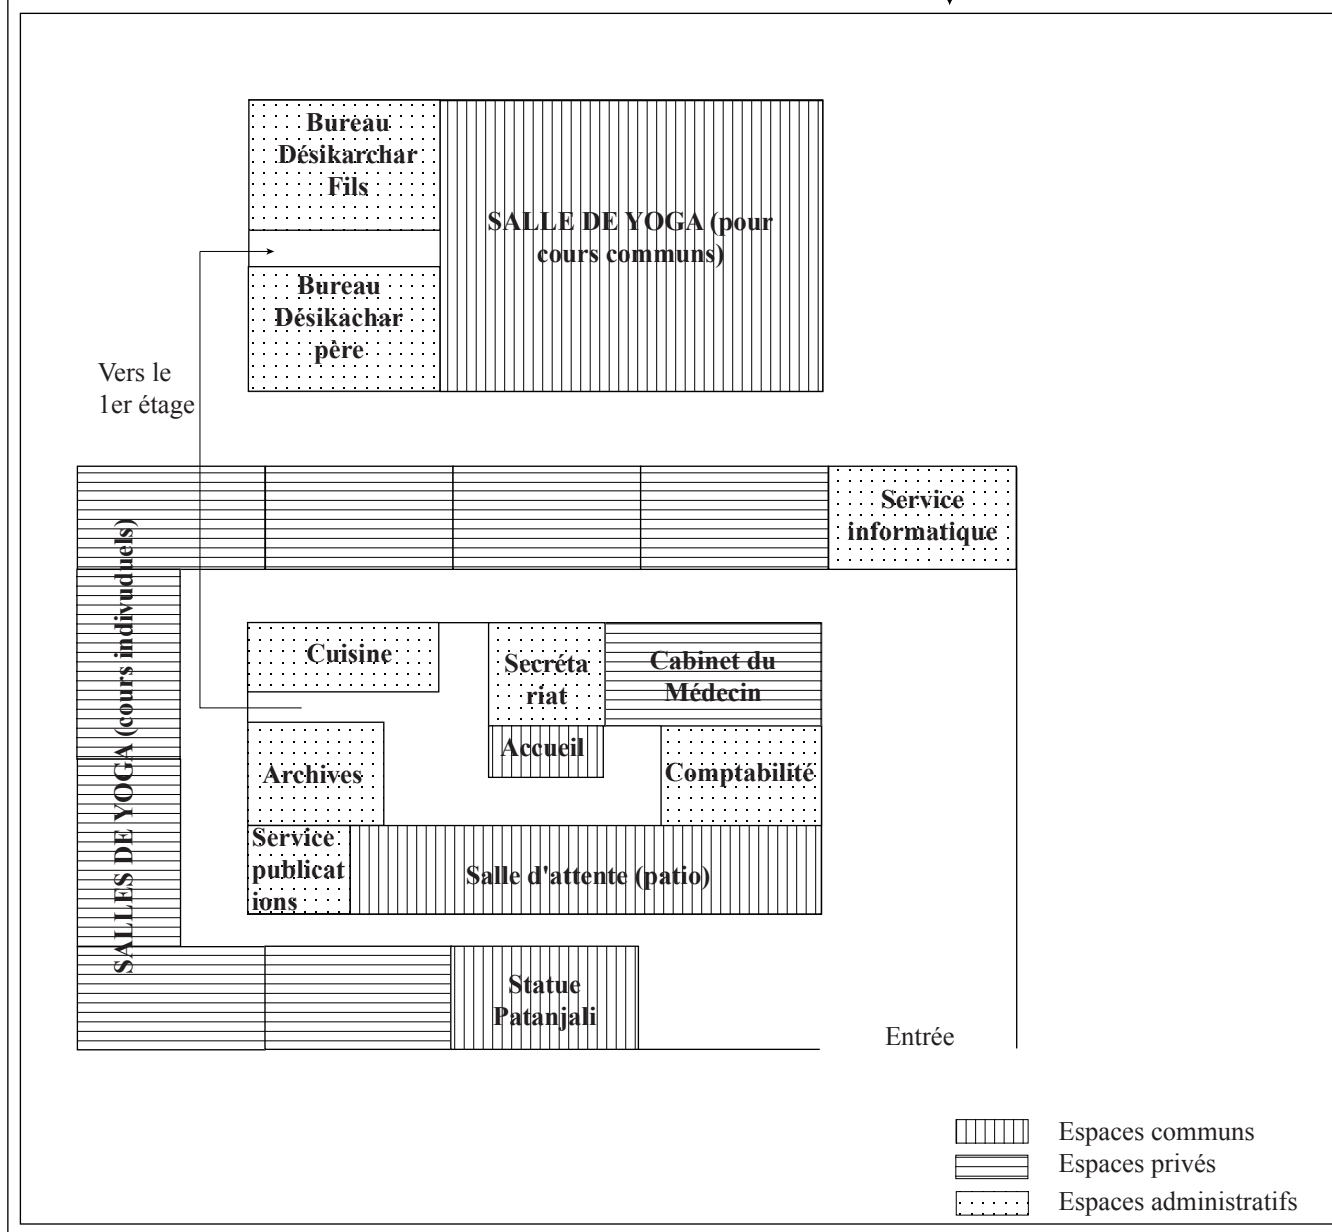 Bureau
Désikarchar
Fils
SALLE DE YOGA (pour
cours communs)
Bureau
Désikachar
père
Vers le
1er étage
Service
informatique
SALLES DE YOGA (cours indivuduels)
Cuisine
Secréta
riat
Cabinet du
Médecin
Accueil
Archives
Comptabilité
Service
publicat
ions
Salle d'attente (patio)
Statue
Patanjali
Entrée
Espaces communs
Espaces privés
Espaces administratifs